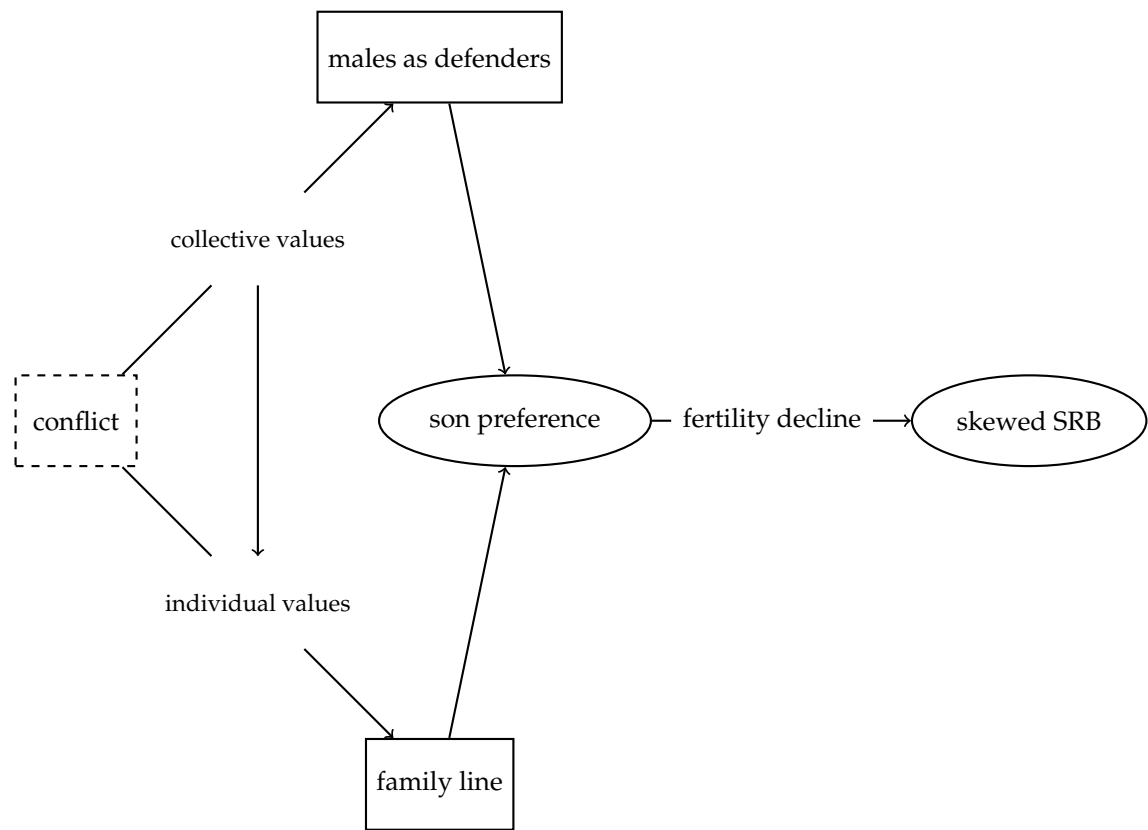 males as defenders
collective values
conflict
son preference
fertility decline
skewed SRB
individual values
family line